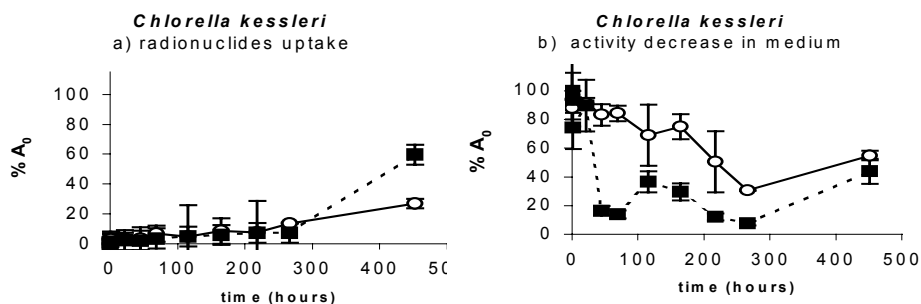 Chlorella kessleri
a) radionuclides uptake
% A0
100
80
60
40
20
0
0 100 200 300 400 50
time (hours)
Chlorella kessleri
b) activity decrease in medium
% A0
100
80
60
40
20
0
0 100 200 300 400 500
time (hours)